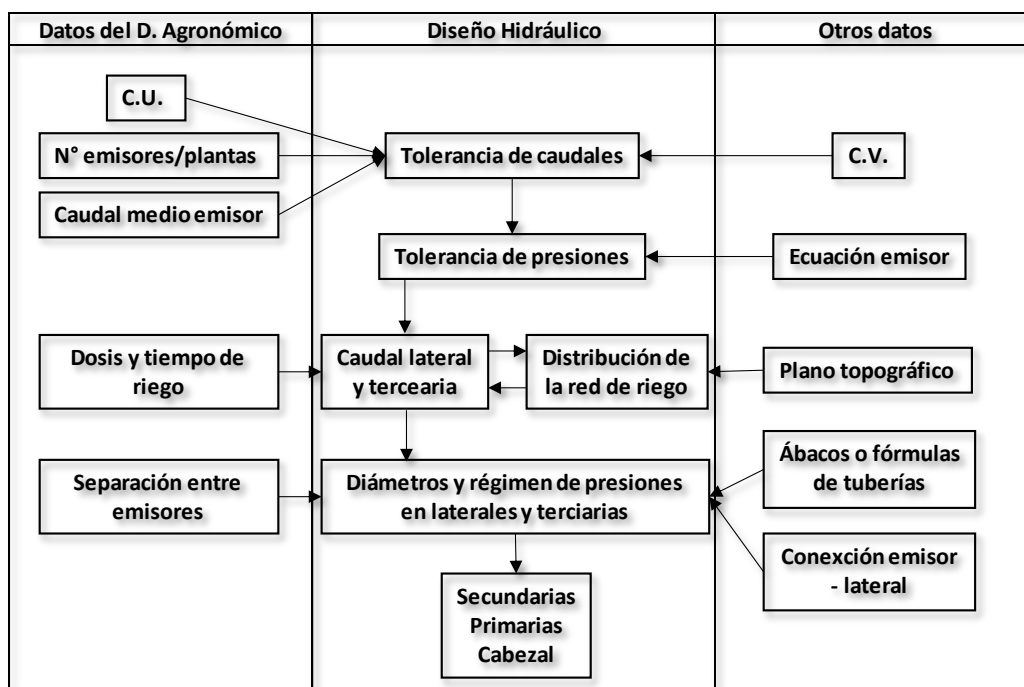 Datos del D. Agronómico
Diseño Hidráulico
Otros datos
C.U.
N° emisores/plantas
Tolerancia de caudales
C.V.
Caudal medio emisor
Tolerancia de presiones
Ecuación emisor
Dosis y tiempo de
riego
Caudal lateral
y tercearia
Distribución de
la red de riego
Plano topográfico
Separación entre
emisores
Diámetros y régimen de presiones
en laterales y terciarias
Ábacos o fórmulas
de tuberías
Conexción emisor
- lateral
Secundarias
Primarias
Cabezal